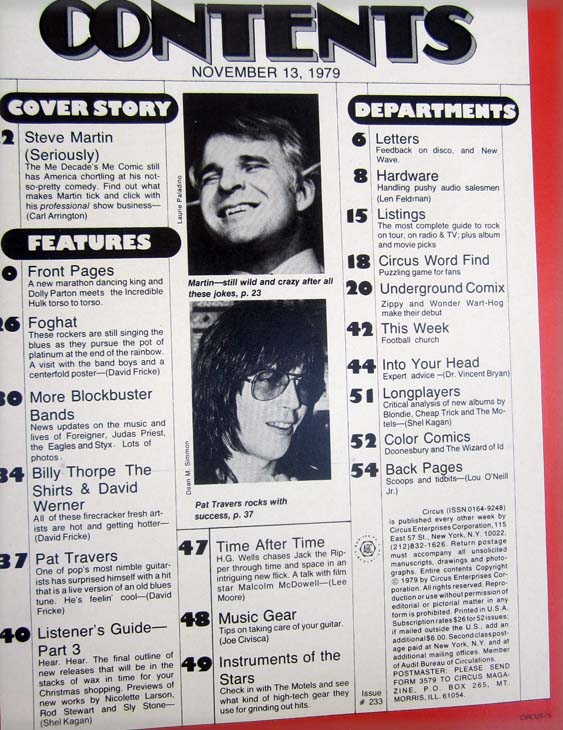 CONTENTS
NOVEMBER 13, 1979
COVER STORY
2 Steve Martin
(Seriously)
The Me Decade's Me Comic still
has America chortling at his not-
so-pretty comedy. Find out what
makes Martin tick and click with
his professional show business—
(Carl Arrington)
FEATURES
0 Front Pages
A new marathon dancing king and
Dolly Parton meets the Incredible
Hulk torso to torso.
26 Foghat
These rockers are still singing the
blues as they pursue the pot of
platinum at the end of the rainbow.
A visit with the band boys and a
centerfold poster—(David Fricke)
30 More Blockbuster
Bands
News updates on the music and
lives of Foreigner, Judas Priest,
the Eagles and Styx. Lots of
photos.
34 Billy Thorpe The
Shirts & David
Werner
All of these firecracker fresh art-
ists are hot and getting hotter—
(David Fricke)
37 Pat Travers
One of pop's most nimble guitar-
ists has surprised himself with a hit
that is a live version of an old blues
tune. He's feelin' cool—(David
Fricke)
40 Listener's Guide—
Part 3
Hear. Hear. The final outline of
new releases that will be in the
stacks of wax in time for your
Christmas shopping. Previews of
new works by Nicolette Larson,
Rod Stewart and Sly Stone—
(Shel Kagan)
Laurie Paladino
Martin—still wild and crazy after all
these jokes, p. 23
Dean M. Simmon
Pat Travers rocks with
success, p. 37
47 Time After Time
H.G. Wells chases Jack the Rip-
per through time and space in an
intriguing new flick. A talk with film
star Malcolm McDowell—(Lee
Moore)
48 Music Gear
Tips on taking care of your guitar.
(Joe Civisca)
49 Instruments of the
Stars
Check in with The Motels and see
what kind of high-tech gear they
use for grinding out hits.
Issue
# 233
DEPARTMENTS
6 Letters
Feedback on disco, and New
Wave.
8 Hardware
Handling pushy audio salesmen
(Len Feldman)
15 Listings
The most complete guide to rock
on tour, on radio & TV; plus album
and movie picks
18 Circus Word Find
Puzzling game for fans
20 Underground Comix
Zippy and Wonder Wart-Hog
make their debut
42 This Week
Football church
44 Into Your Head
Expert advice—(Dr. Vincent Bryan)
51 Longplayers
Critical analysis of new albums by
Blondie, Cheap Trick and The Mo-
tels—(Shel Kagan)
52 Color Comics
Doonesbury and The Wizard of Id
54 Back Pages
Scoops and tidbits—(Lou O'Neill
Jr.)
Circus (ISSN 0164-9248)
is published every other week by
Circus Enterprises Corporation, 115
East 57 St., New York, N.Y. 10022,
(212) 832-1626. Return postage
must accompany all unsolicited
manuscripts, drawings and photo-
graphs. Entire contents Copyright
© 1979 by Circus Enterprises Cor-
poration. All rights reserved. Repro-
duction or use without permission of
editorial or pictorial matter in any
form is prohibited. Printed in U.S.A.
Subscription rates $26 for 52 issues;
if mailed outside the U.S., add an
additional $6.00. Second class post-
age paid at New York, N.Y. and at
additional mailing offices. Member
of Audit Bureau of Circulations.
POSTMASTER: PLEASE SEND
FORM 3579 TO CIRCUS MAGA-
ZINE, P.O. BOX 265, MT.
MORRIS, ILL. 61054.